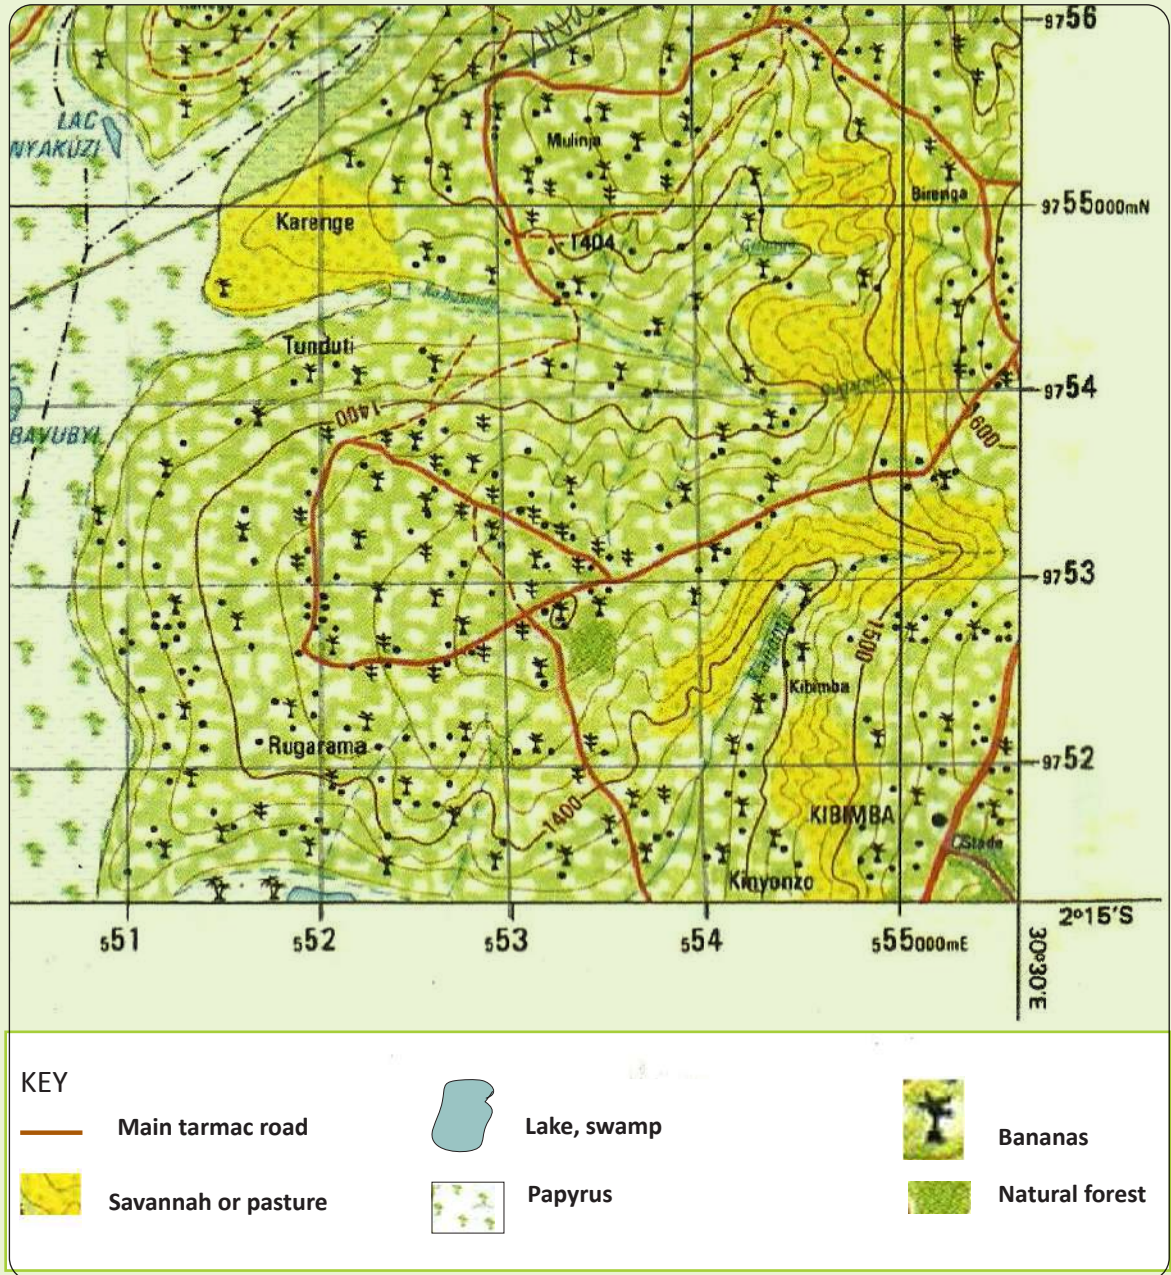 9756
LAC
NYAKUZI
Mulinja
Birenga
9755000mN
Karenge
1404
Tunduti
9754
1400
BAVUBYI
1600
9753
1500
Kibimba
Rugarama
9752
KIBIMBA
1400
Stade
Kinyonzo
2°15'S
551
552
553
554
555000mE
30°30'E
KEY
Main tarmac road
Lake, swamp
Bananas
Savannah or pasture
Papyrus
Natural forest